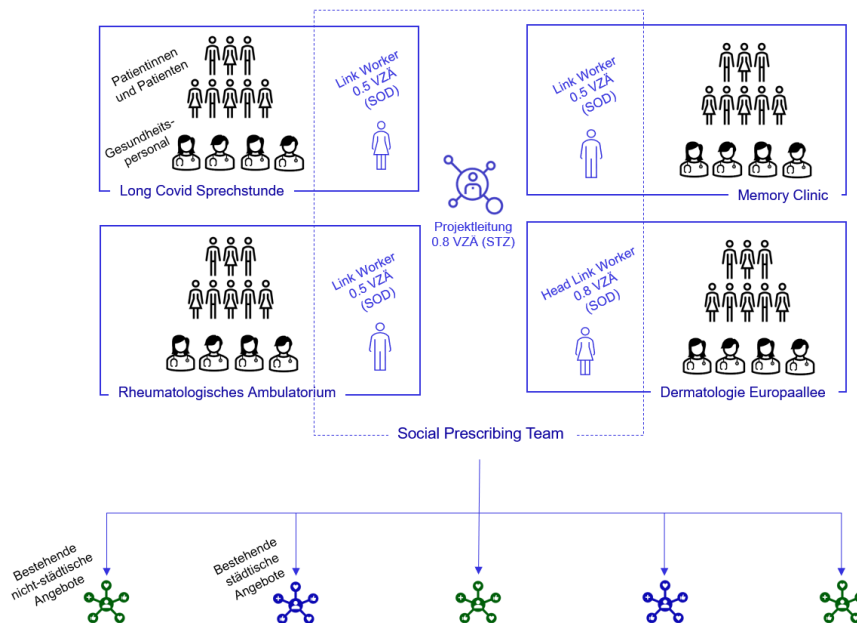 Patientinnen
und Patienten
Gesundheits-
personal
Link Worker
0.5 VZÄ
(SOD)
Long Covid Sprechstunde
Link Worker
0.5 VZÄ
(SOD)
Memory Clinic
Projektleitung
0.8 VZÄ (STZ)
Link Worker
0.5 VZÄ
(SOD)
Rheumatologisches Ambulatorium
Head Link Worker
0.8 VZÄ
(SOD)
Dermatologie Europaallee
Social Prescribing Team
Bestehende
nicht-städtische
Angebote
Bestehende
städtische
Angebote